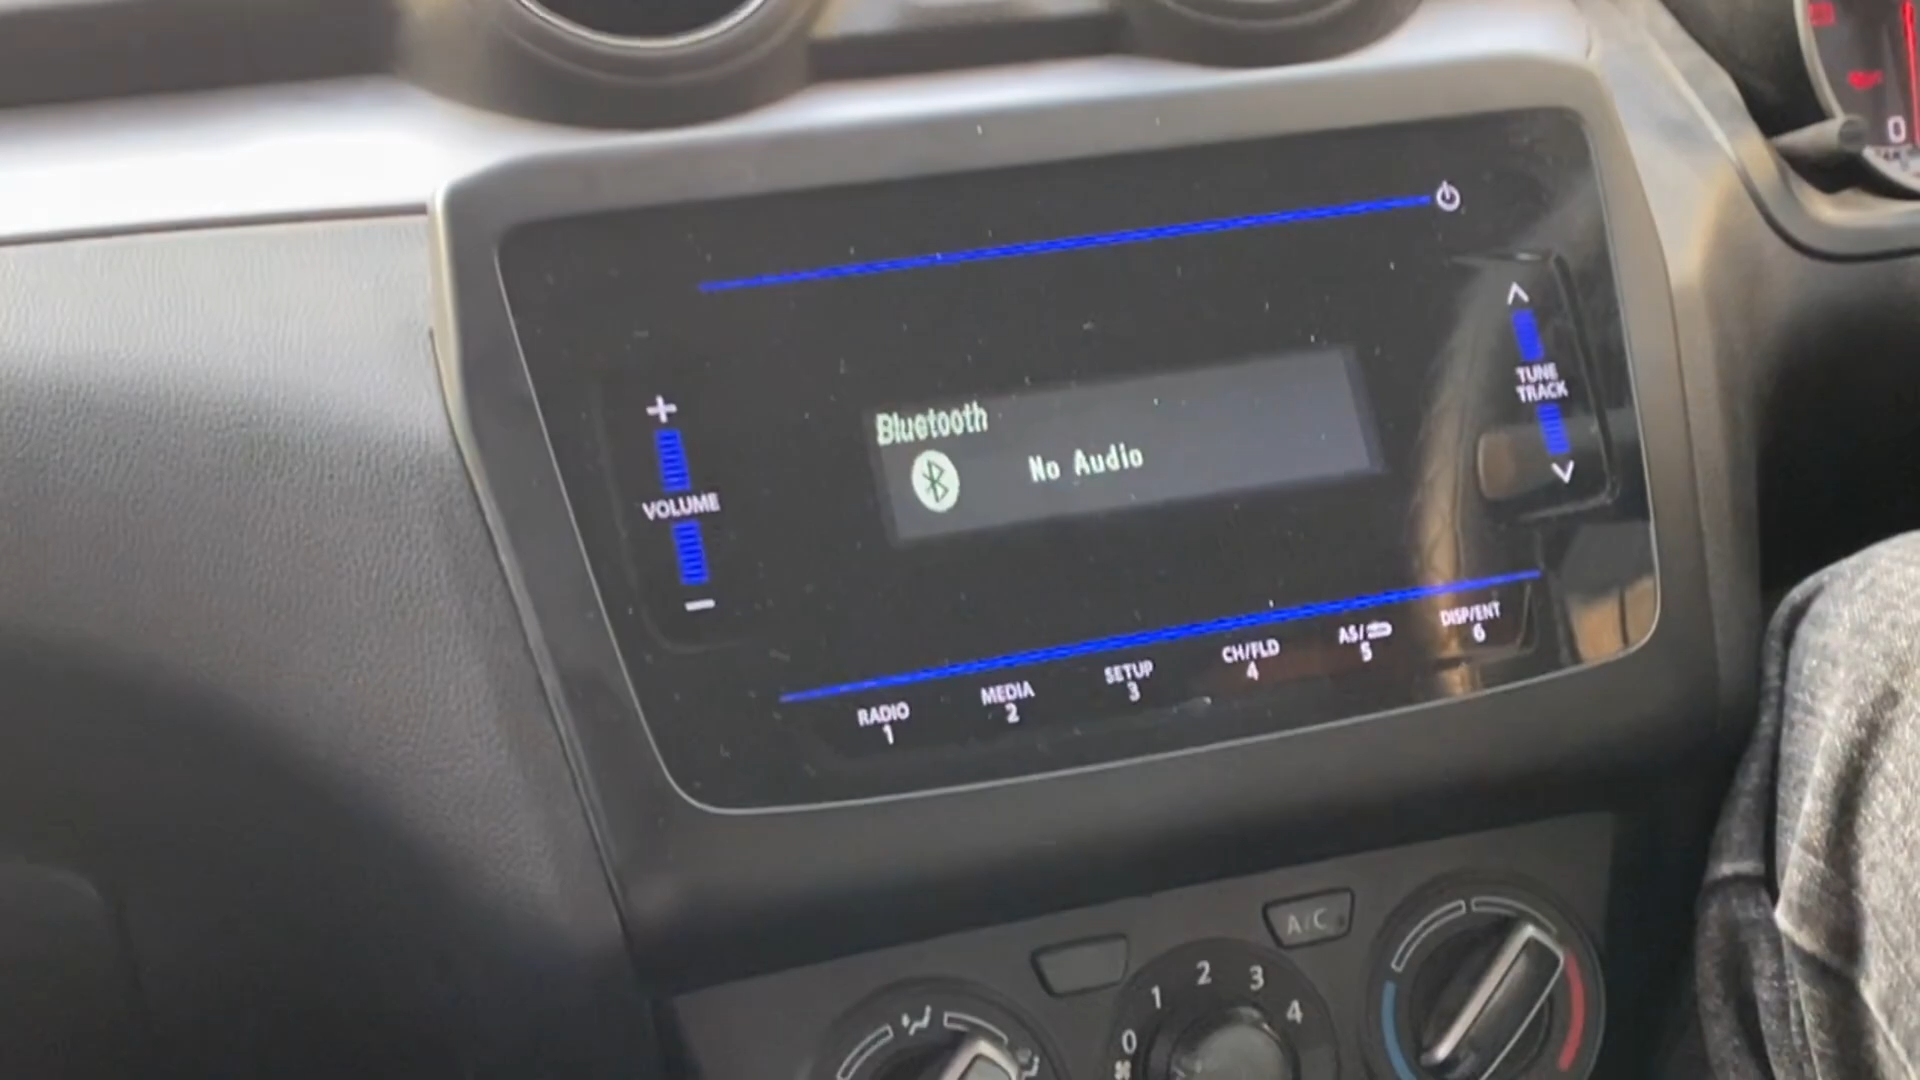 Bluetooth
No Audio
+
VOLUME
−
TUNE
TRACK
RADIO
1
MEDIA
2
SETUP
3
CH/FLD
4
AS/
5
DISP/ENT
6
A/C
0 1 2 3 4
0